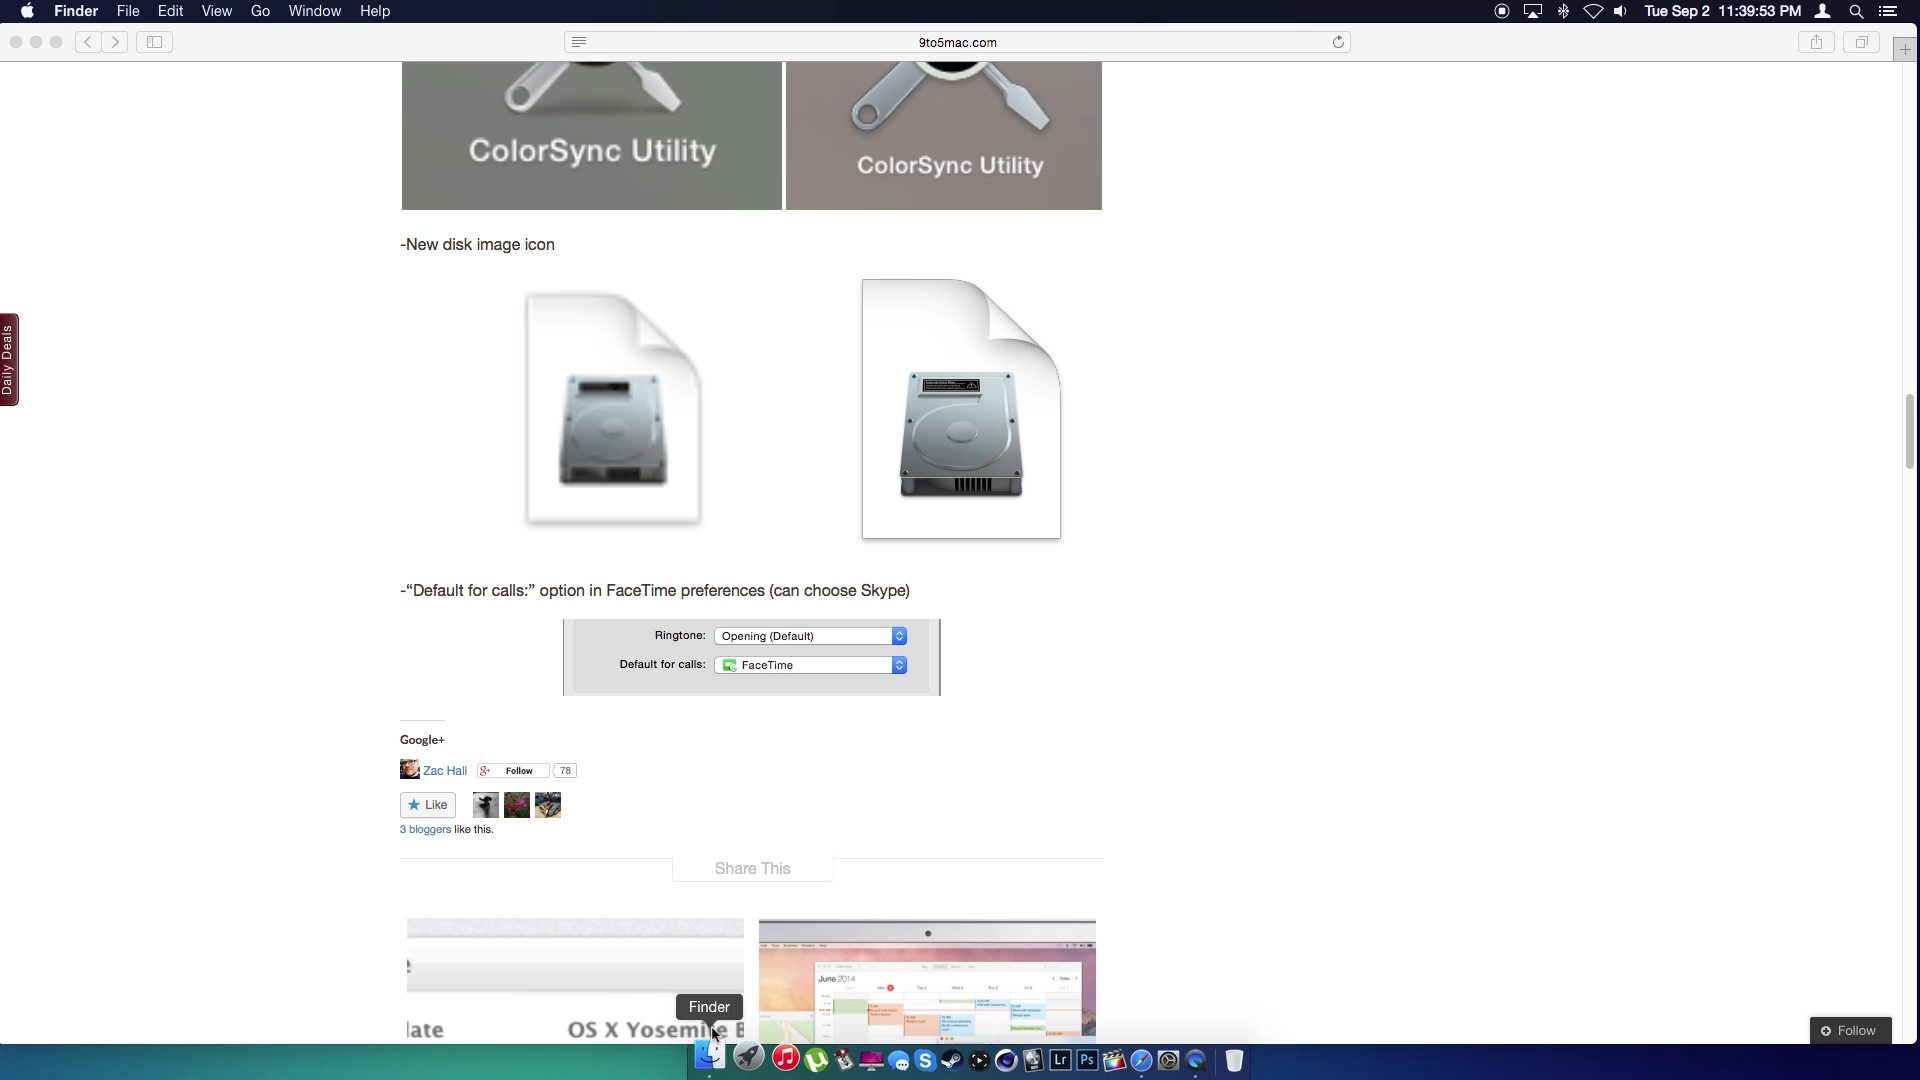 Finder File Edit View Go Window Help Tue Sep 2 11:39:53 PM
9to5mac.com
ColorSync Utility
ColorSync Utility
-New disk image icon
Daily Deals
-“Default for calls:” option in FaceTime preferences (can choose Skype)
Ringtone: Opening (Default)
Default for calls: FaceTime
Google+
Zac Hall Follow 78
Like
3 bloggers like this.
Share This
June 2014
Finder
OS X Yosemite B
Follow
Lr Ps